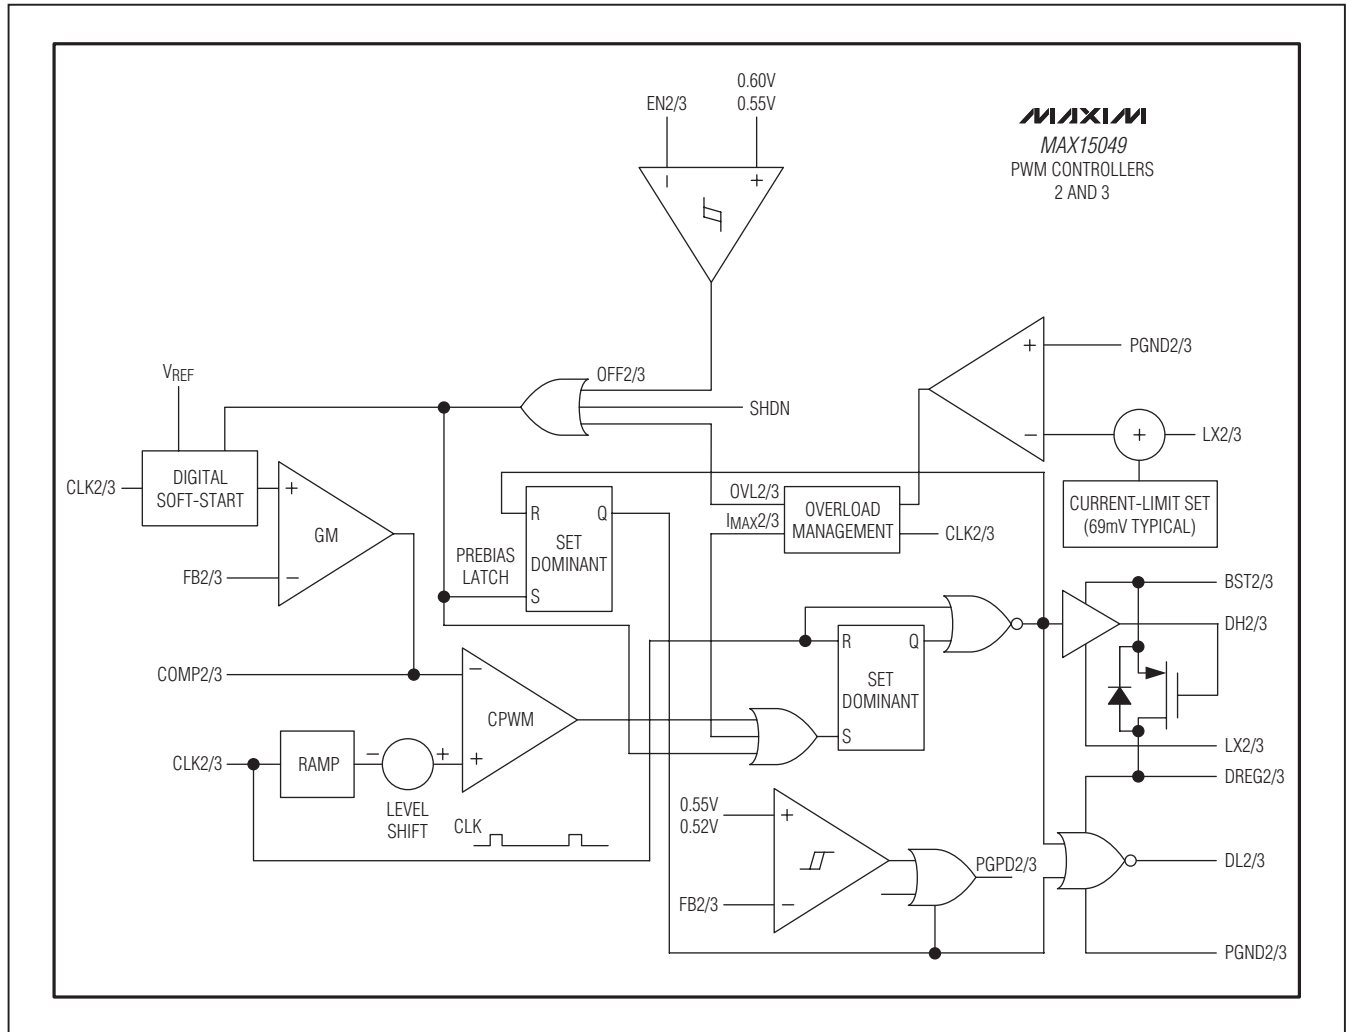 0.60V
EN2/3 0.55V
MAXIM
MAX15049
PWM CONTROLLERS
2 AND 3
− +
OFF2/3
SHDN
+ PGND2/3
− + LX2/3
CURRENT-LIMIT SET
(69mV TYPICAL)
VREF
CLK2/3
DIGITAL
SOFT-START
+
GM
FB2/3 −
R Q
SET
DOMINANT
S
PREBIAS
LATCH
OVL2/3
IMAX2/3
OVERLOAD
MANAGEMENT
CLK2/3
BST2/3
DH2/3
LX2/3
DREG2/3
COMP2/3 −
CPWM
+
CLK2/3
RAMP
− +
LEVEL
SHIFT
CLK
R Q
SET
DOMINANT
S
0.55V
0.52V +
FB2/3 −
PGPD2/3
DL2/3
PGND2/3